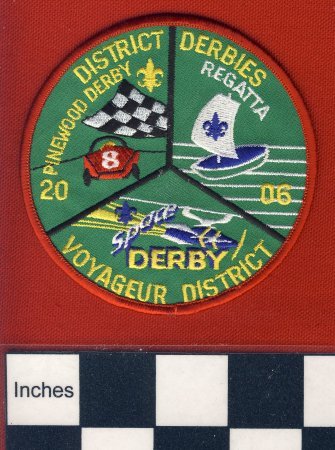 DISTRICT DERBIES
PINEWOOD DERBY
REGATTA
8
20 06
Space
DERBY
VOYAGEUR DISTRICT
Inches